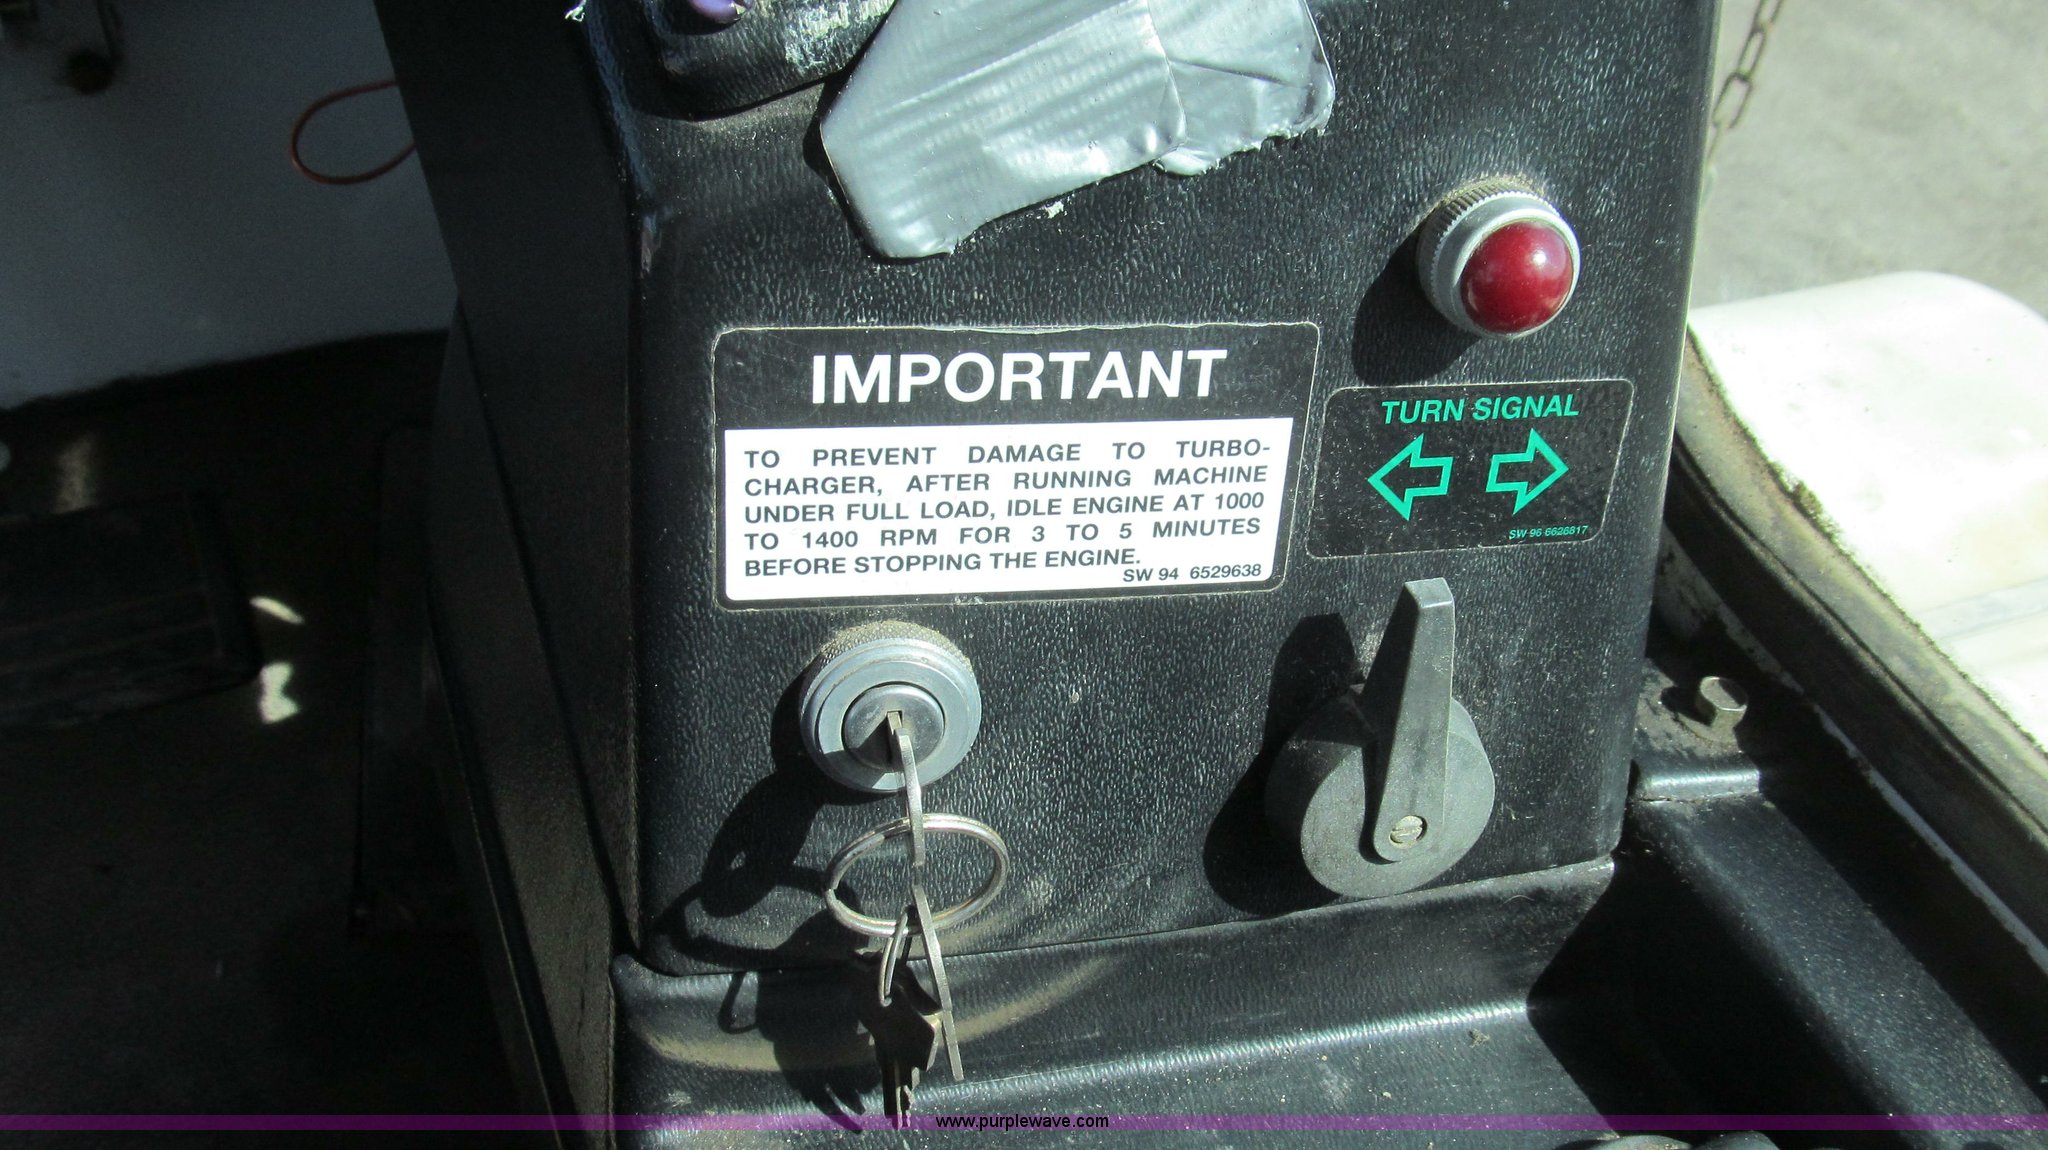 IMPORTANT
TO PREVENT DAMAGE TO TURBO-
CHARGER, AFTER RUNNING MACHINE
UNDER FULL LOAD, IDLE ENGINE AT 1000
TO 1400 RPM FOR 3 TO 5 MINUTES
BEFORE STOPPING THE ENGINE.
SW 94 6529638
TURN SIGNAL
SW 96 6626817
www.purplewave.com